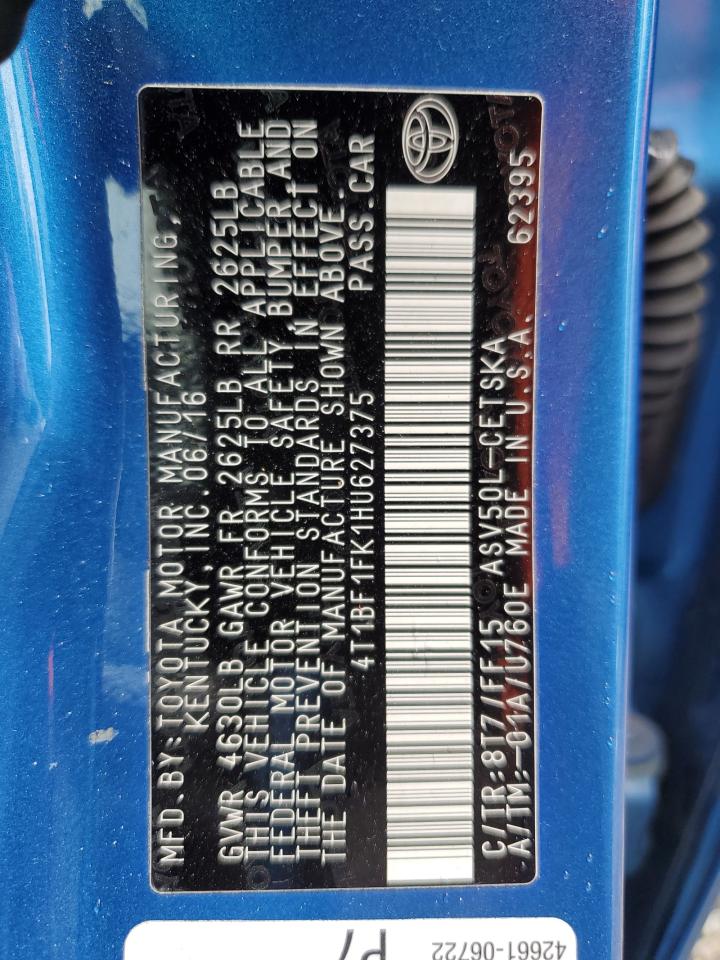 MFD.BY:TOYOTA MOTOR MANUFACTURING,
KENTUCKY, INC.06/16
GVWR 4630LB GAWR FR 2625LB RR 2625LB
THIS VEHICLE CONFORMS TO ALL APPLICABLE
FEDERAL MOTOR VEHICLE SAFETY, BUMPER AND
THEFT PREVENTION STANDARDS IN EFFECT ON
THE DATE OF MANUFACTURE SHOWN ABOVE.
4T1BF1FK1HU627375 PASS.CAR
C/TR:8T7/FF15 ASV50L-CETSKA 62395
A/TM:-01A/U760E MADE IN U.S.A.
42661-06722